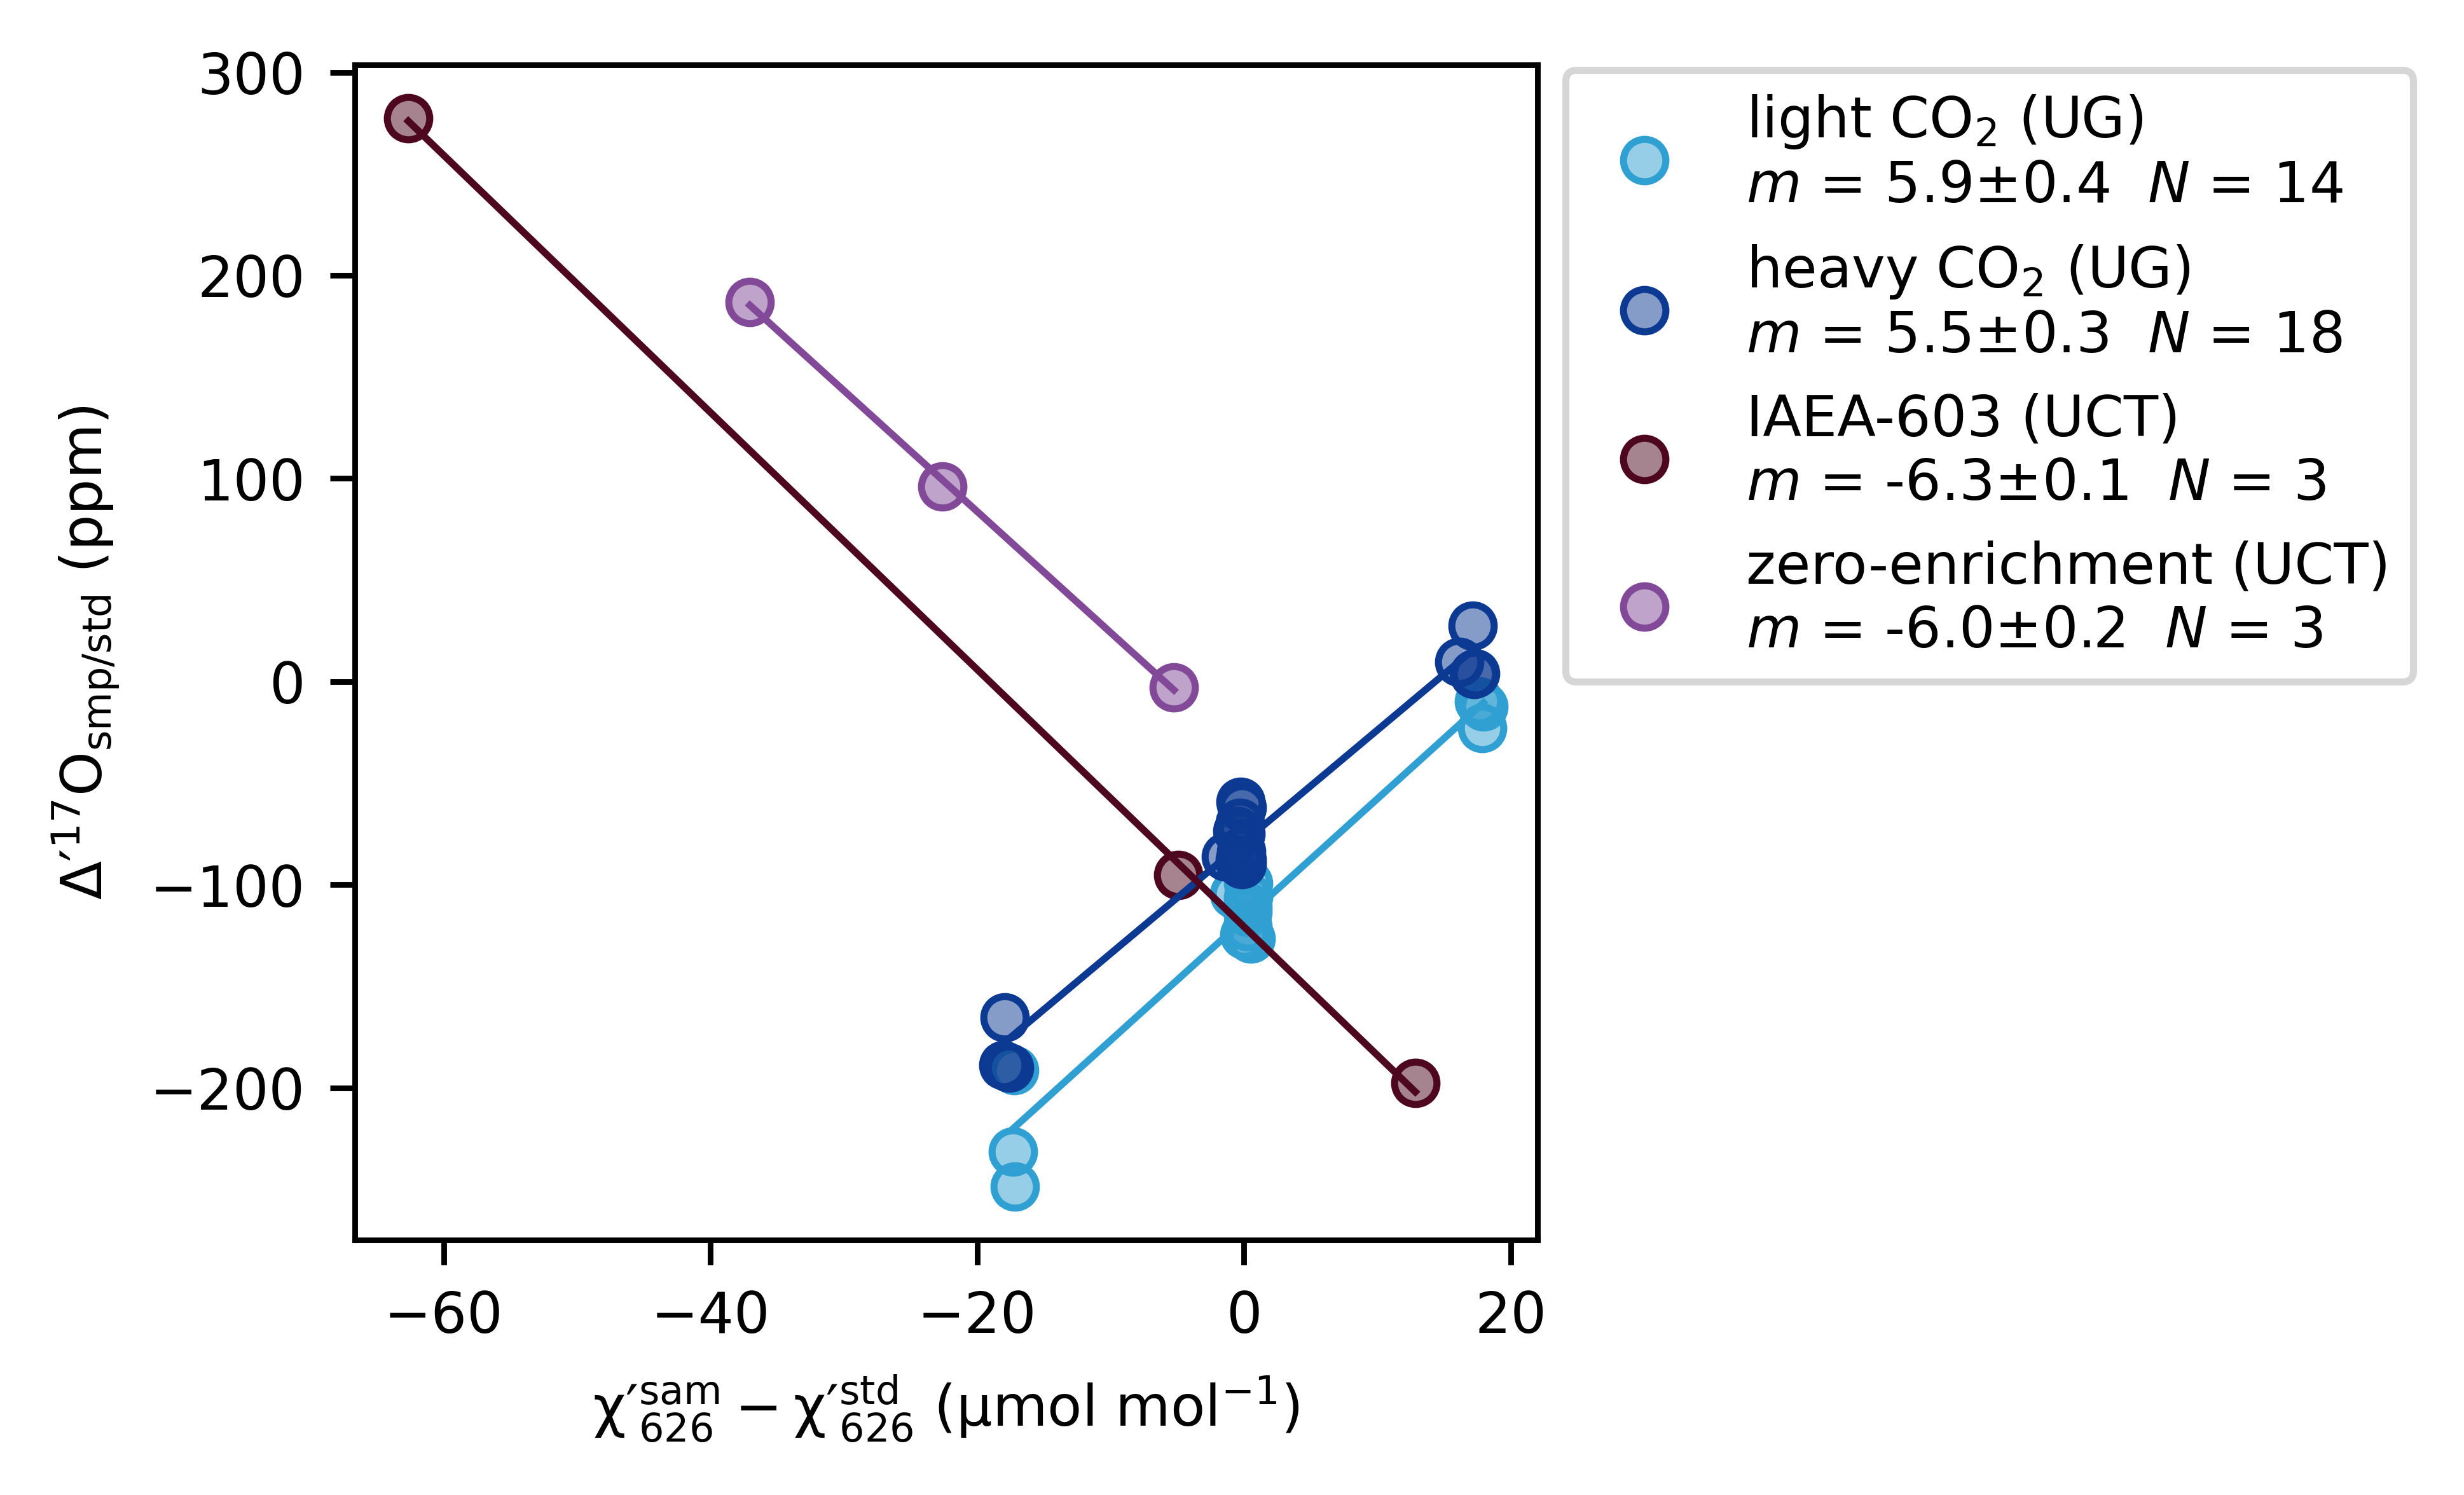 300
200
100
0
−100
−200
Δ′¹⁷Osmp/std (ppm)
−60
−40
−20
0
20
χ′⁠sam626 − χ′std626 (μmol mol⁻¹)
light CO₂ (UG)
m = 5.9±0.4 N = 14
heavy CO₂ (UG)
m = 5.5±0.3 N = 18
IAEA-603 (UCT)
m = -6.3±0.1 N = 3
zero-enrichment (UCT)
m = -6.0±0.2 N = 3